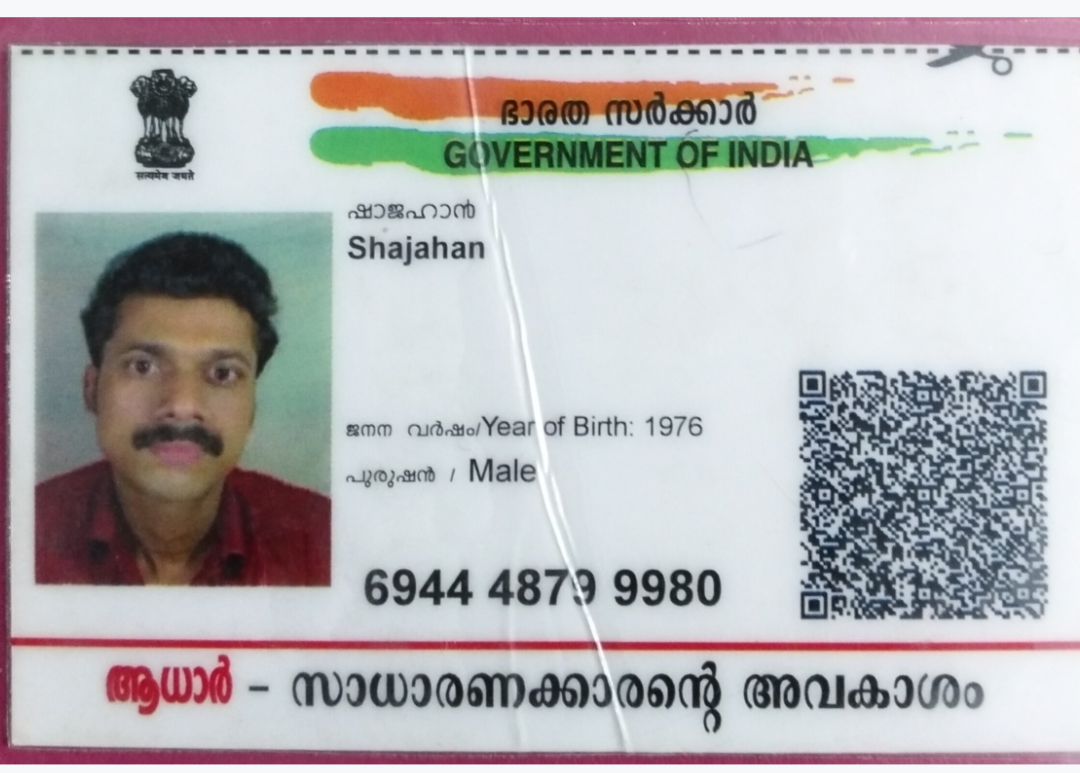 सत्यमेव जयते
ഭാരത സർക്കാർ
GOVERNMENT OF INDIA
ഷാജഹാൻ
Shajahan
ജനന വർഷം/Year of Birth: 1976
പുരുഷൻ / Male
6944 4879 9980
ആധാർ – സാധാരണക്കാരന്റെ അവകാശം